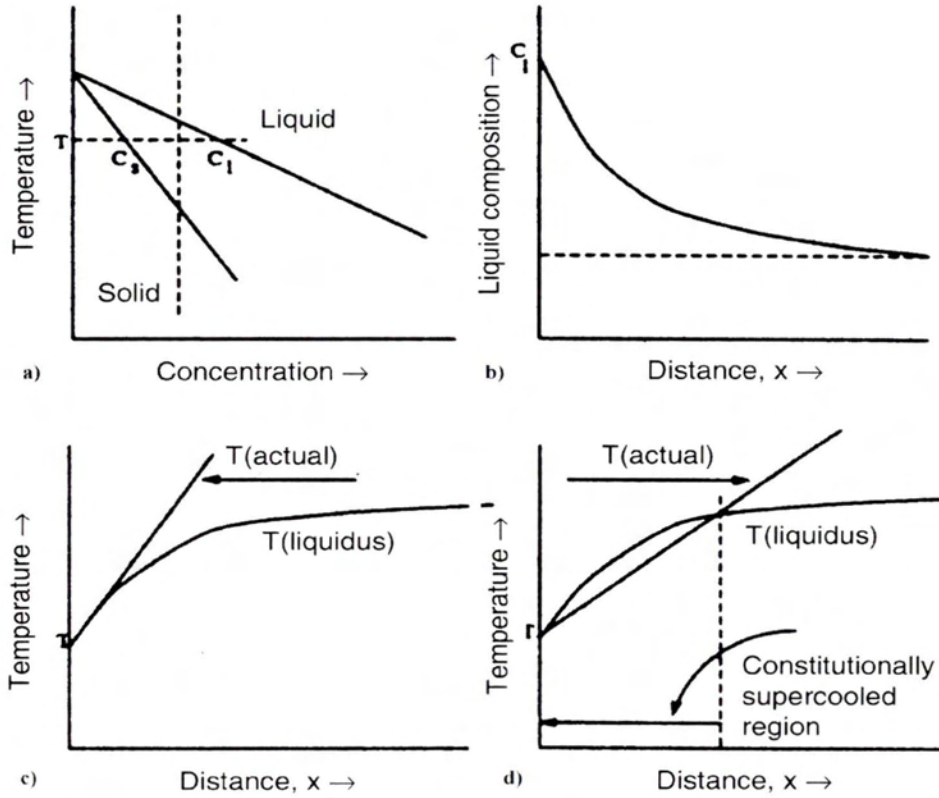 Temperature →
T
C_s
C_l
Liquid
Solid
Concentration →
a)
Liquid composition →
C_l
Distance, x →
b)
Temperature →
T
T(actual)
T(liquidus)
Distance, x →
c)
Temperature →
T
T(actual)
T(liquidus)
Constitutionally
supercooled
region
Distance, x →
d)